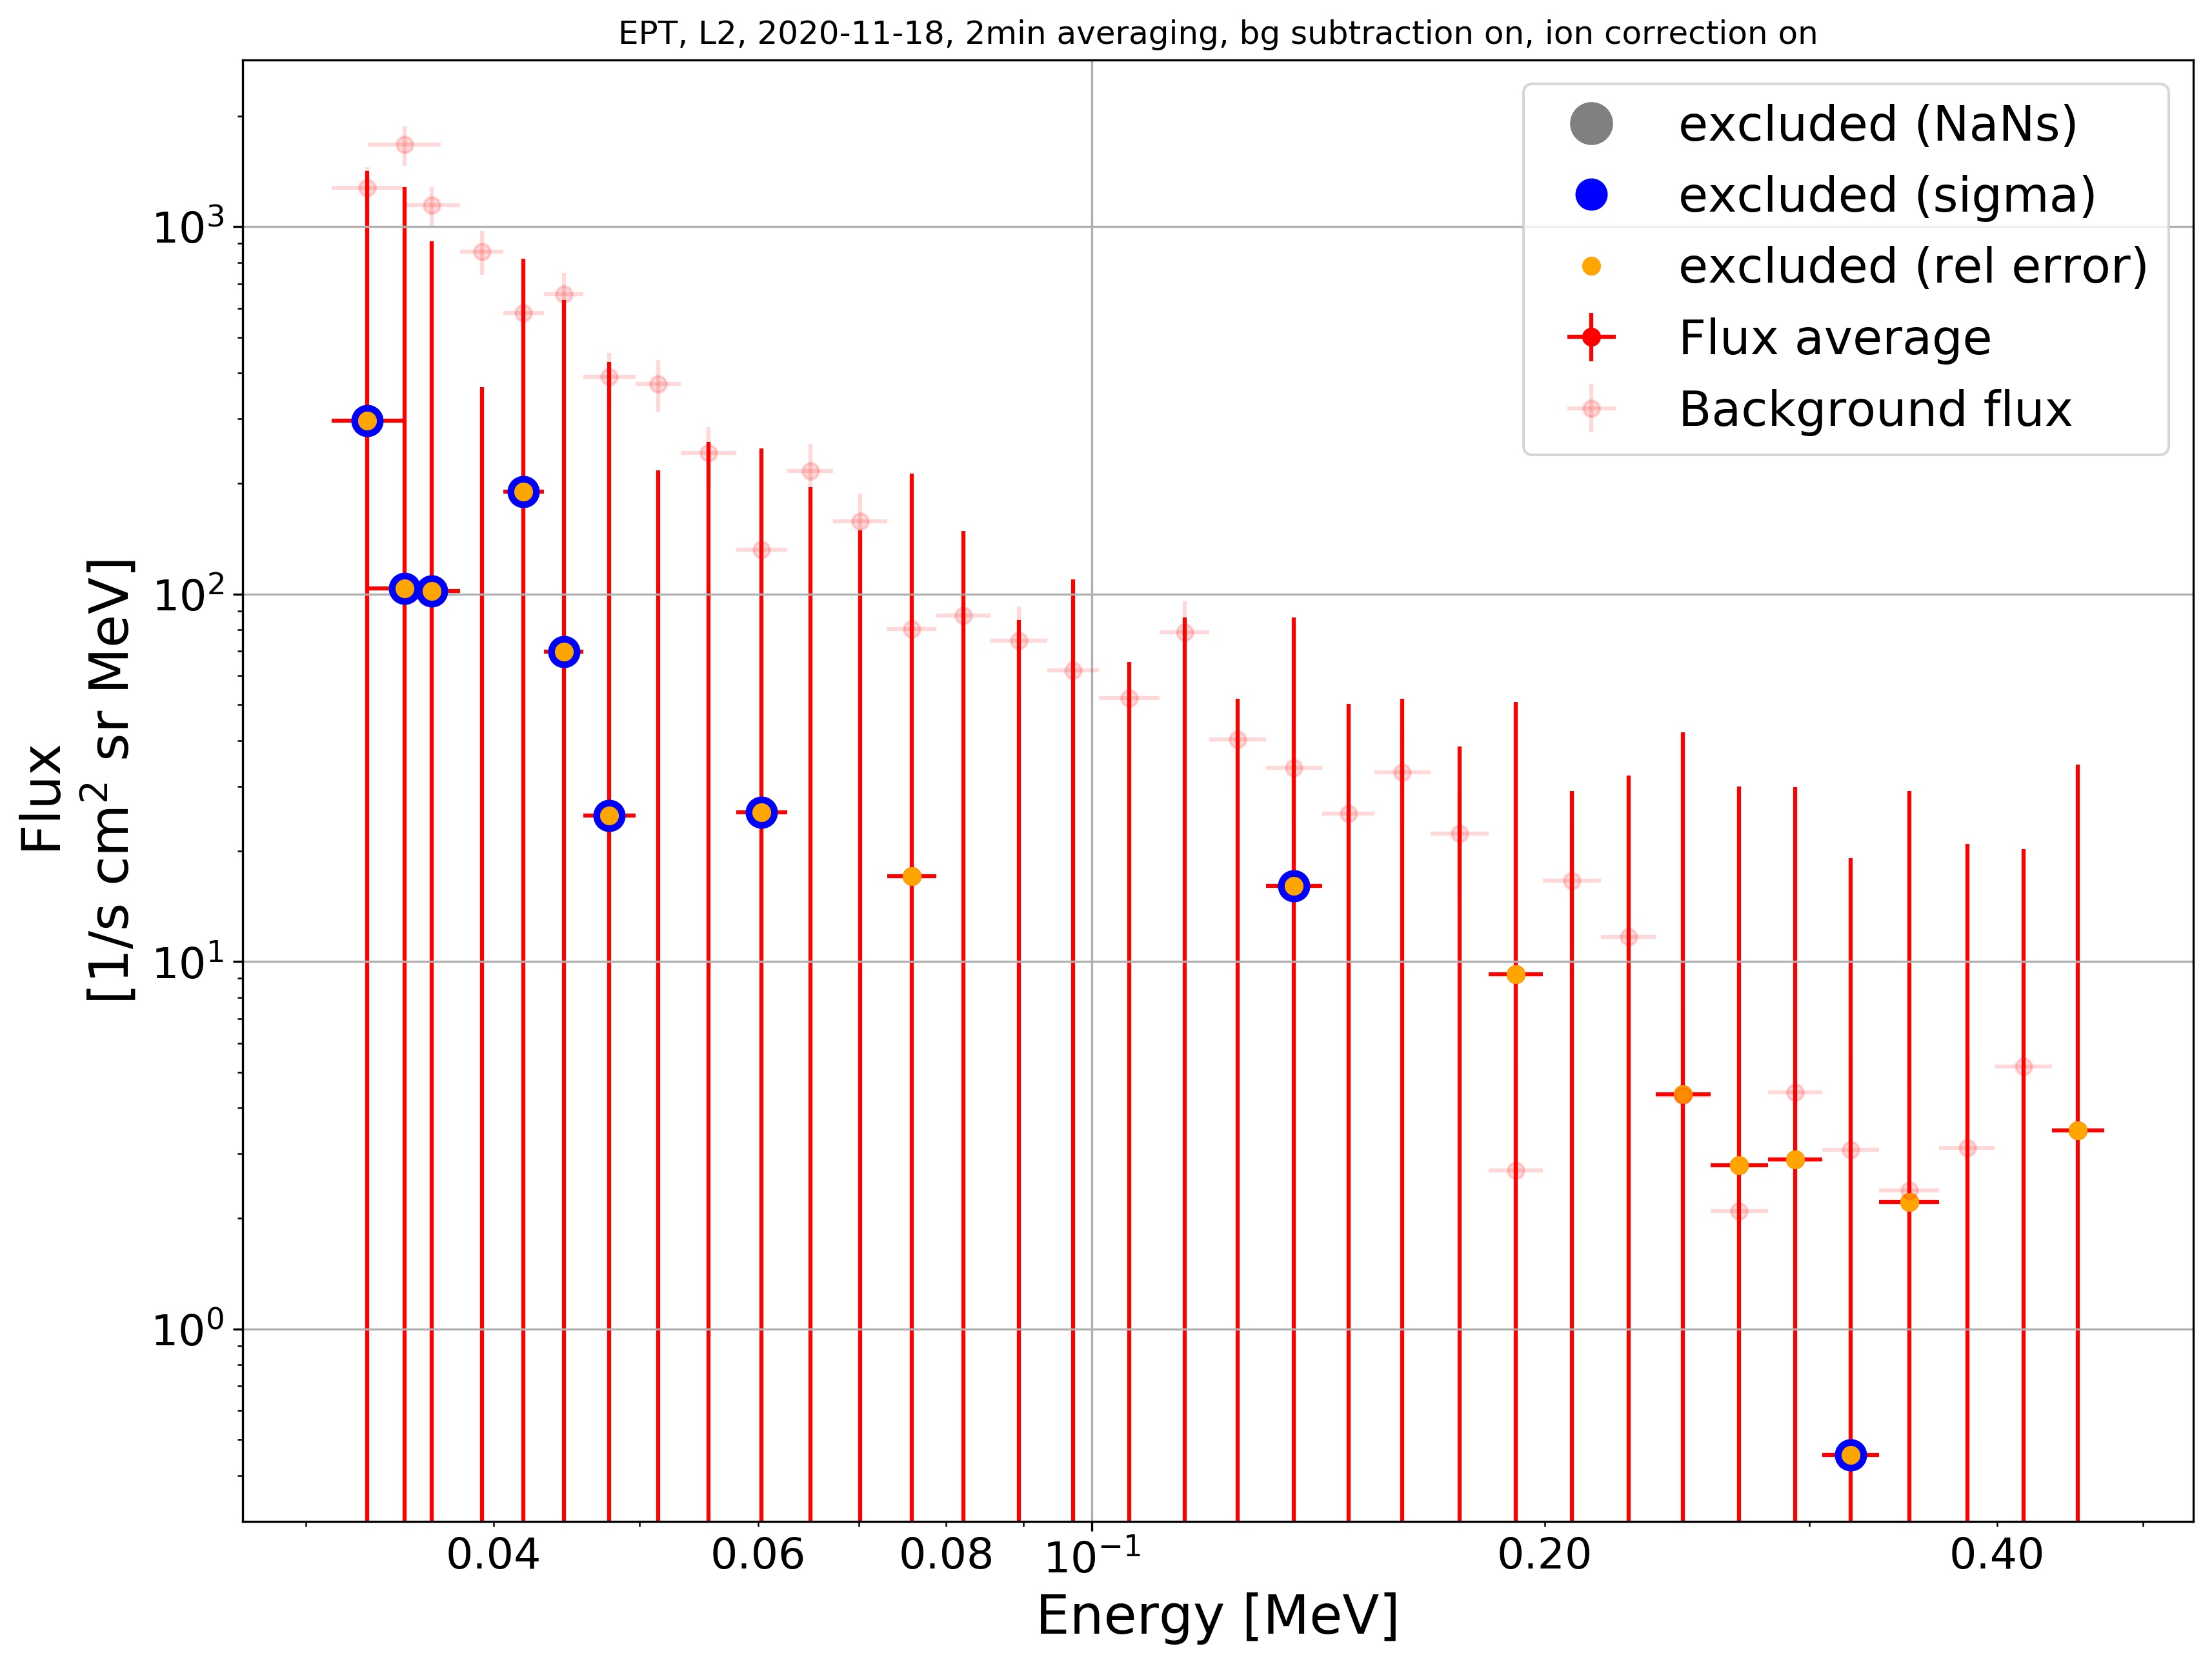 EPT, L2, 2020-11-18, 2min averaging, bg subtraction on, ion correction on
excluded (NaNs)
excluded (sigma)
excluded (rel error)
Flux average
Background flux
10³
10²
10¹
10⁰
Flux
[1/s cm² sr MeV]
0.04 0.06 0.08 10⁻¹ 0.20 0.40
Energy [MeV]